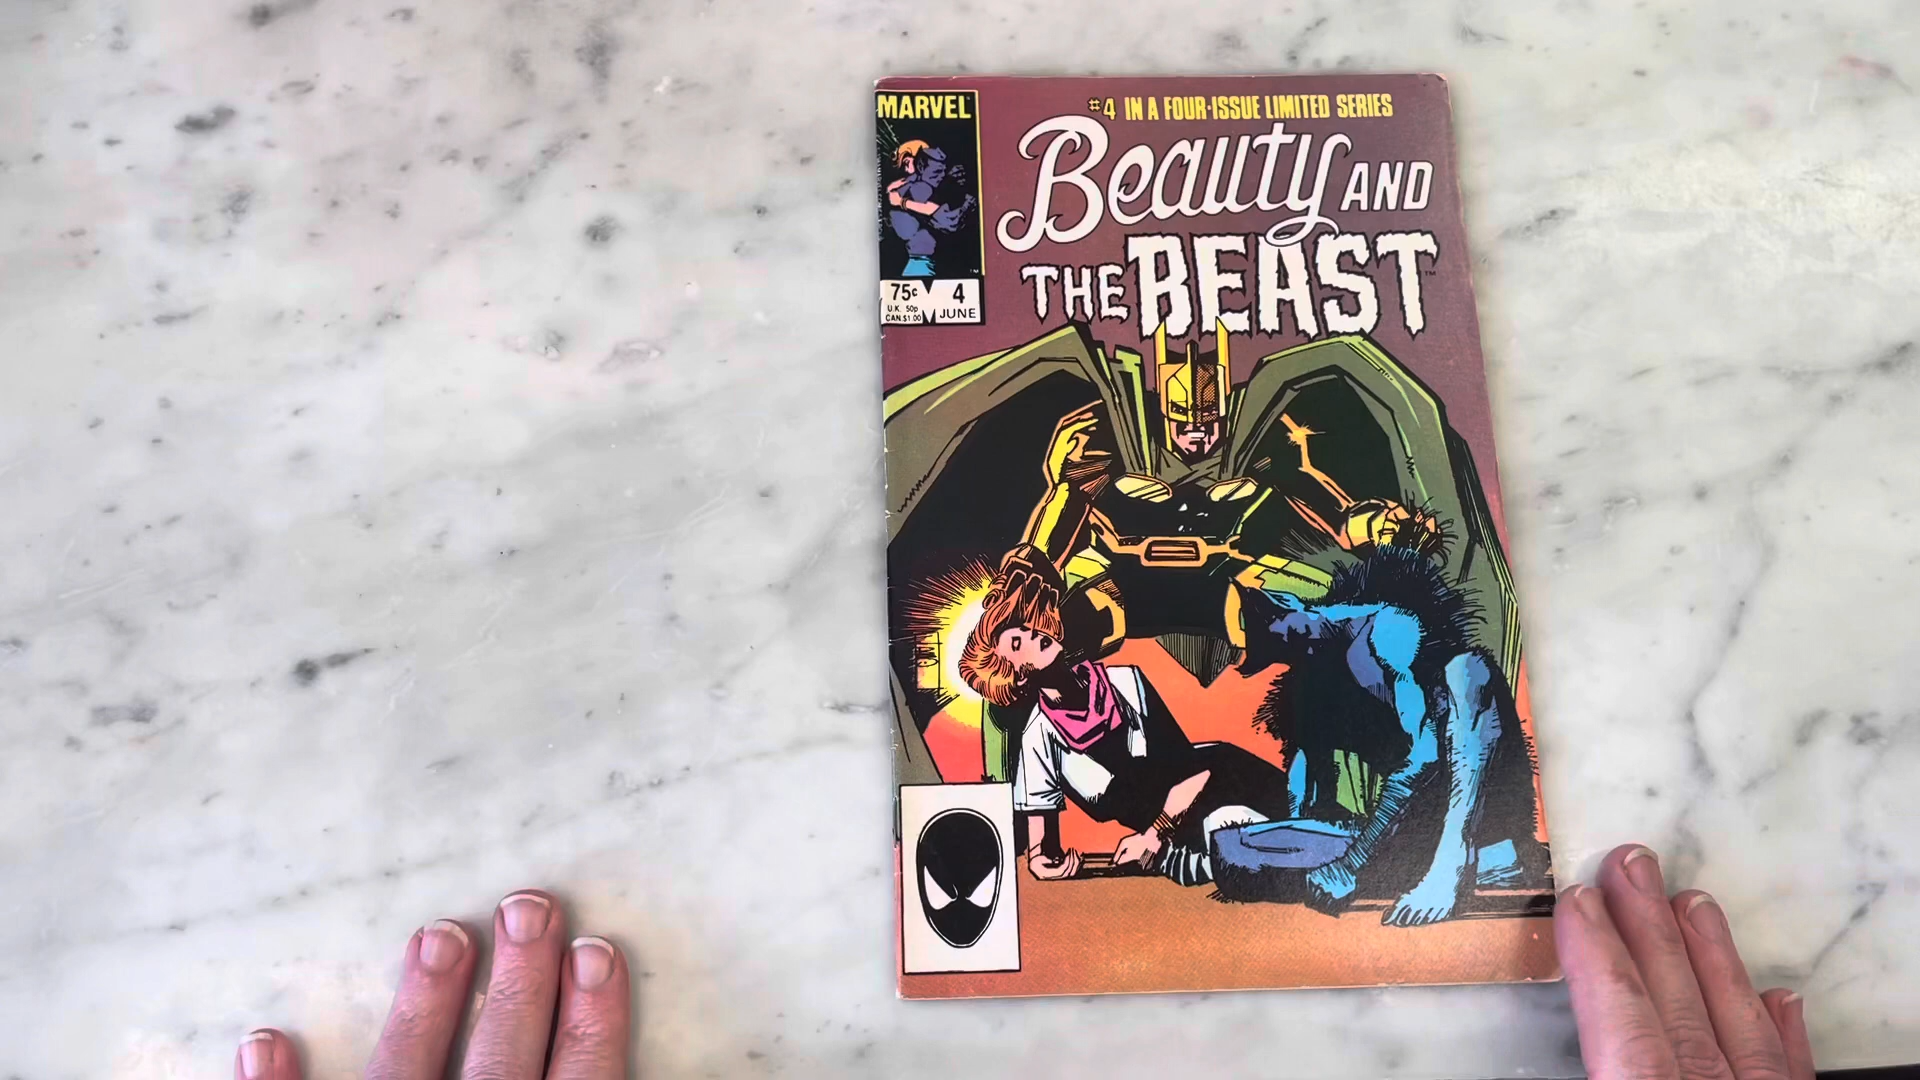 MARVEL
#4 IN A FOUR-ISSUE LIMITED SERIES
Beauty AND
THE BEAST
75¢
4
U.K. 50p
CAN.$1.00
JUNE